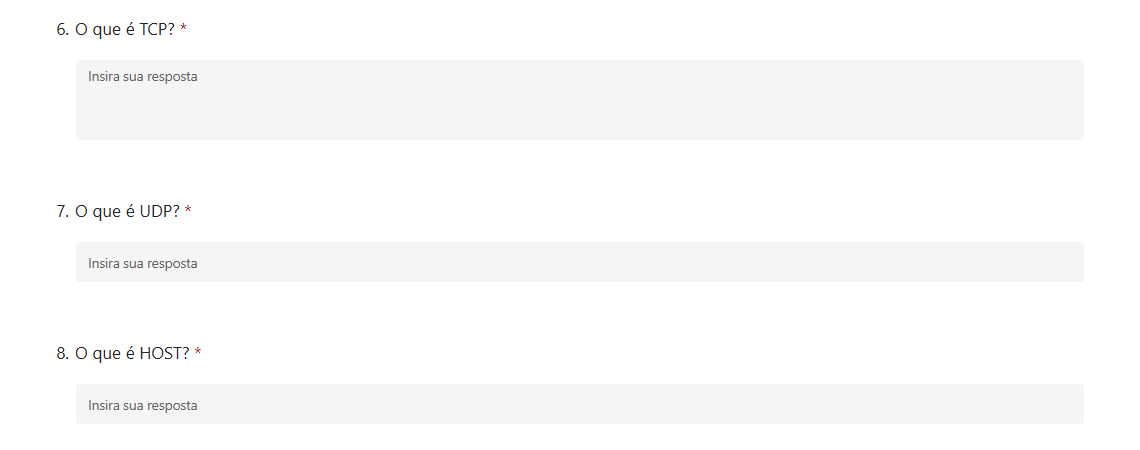 6. O que é TCP? *
Insira sua resposta
7. O que é UDP? *
Insira sua resposta
8. O que é HOST? *
Insira sua resposta